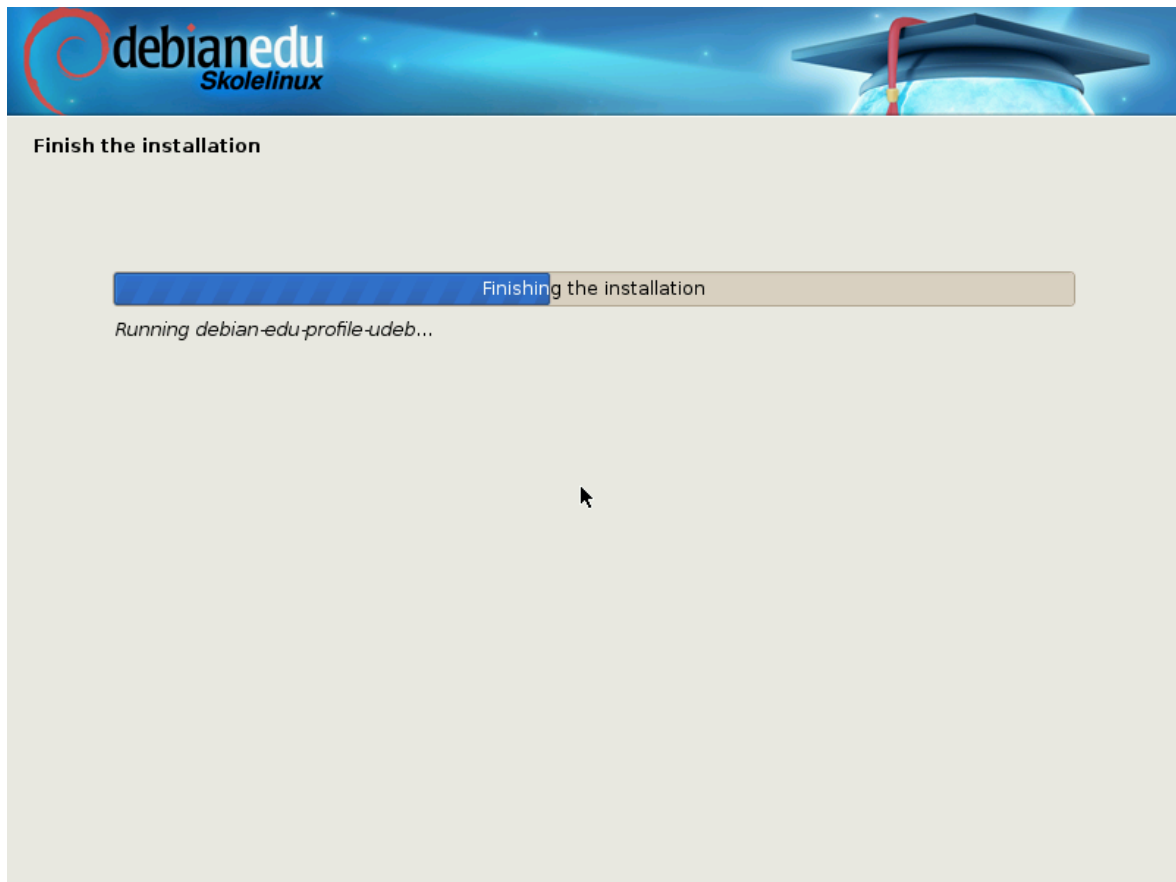 debianedu
Skolelinux
Finish the installation
Finishing the installation
Running debian-edu-profile-udeb...